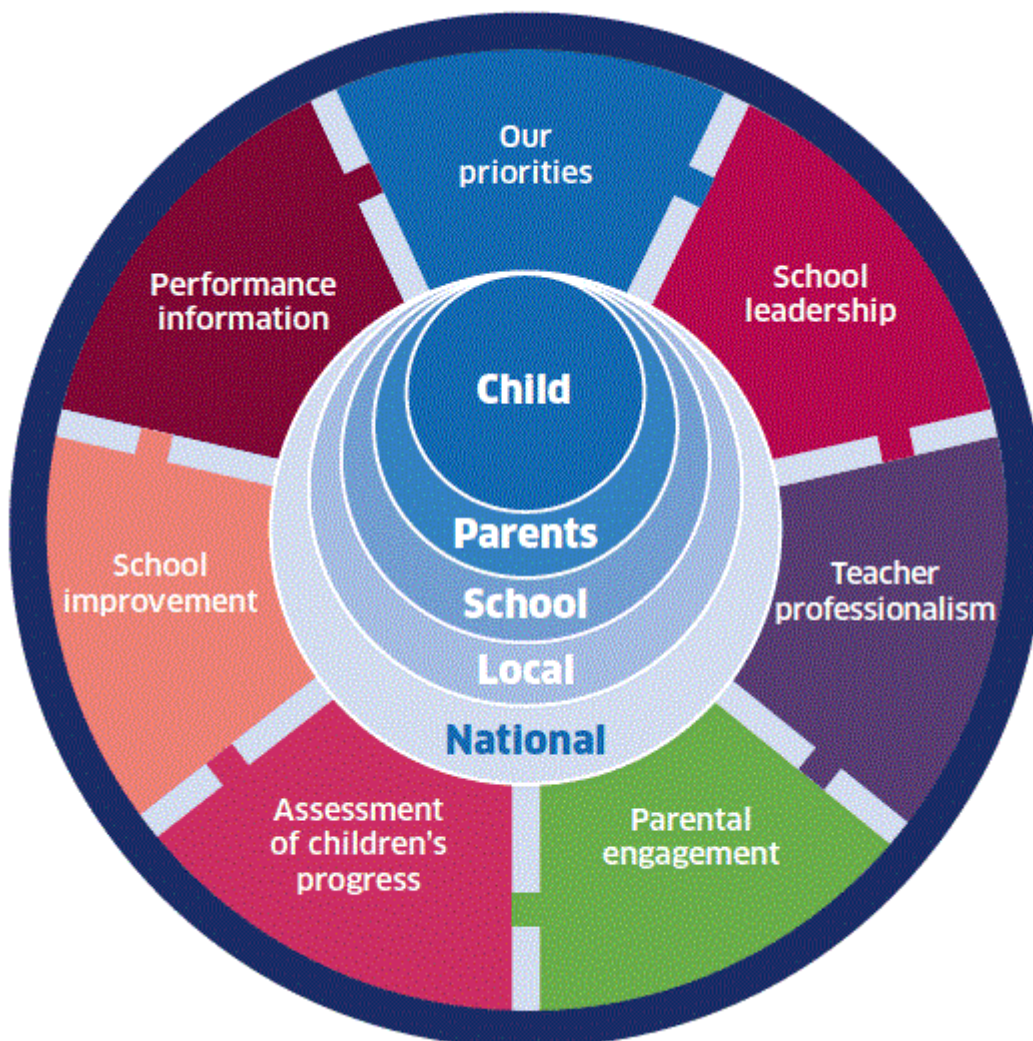 Our
priorities
School
leadership
Teacher
professionalism
Parental
engagement
Assessment
of children's
progress
School
improvement
Performance
information
Child
Parents
School
Local
National